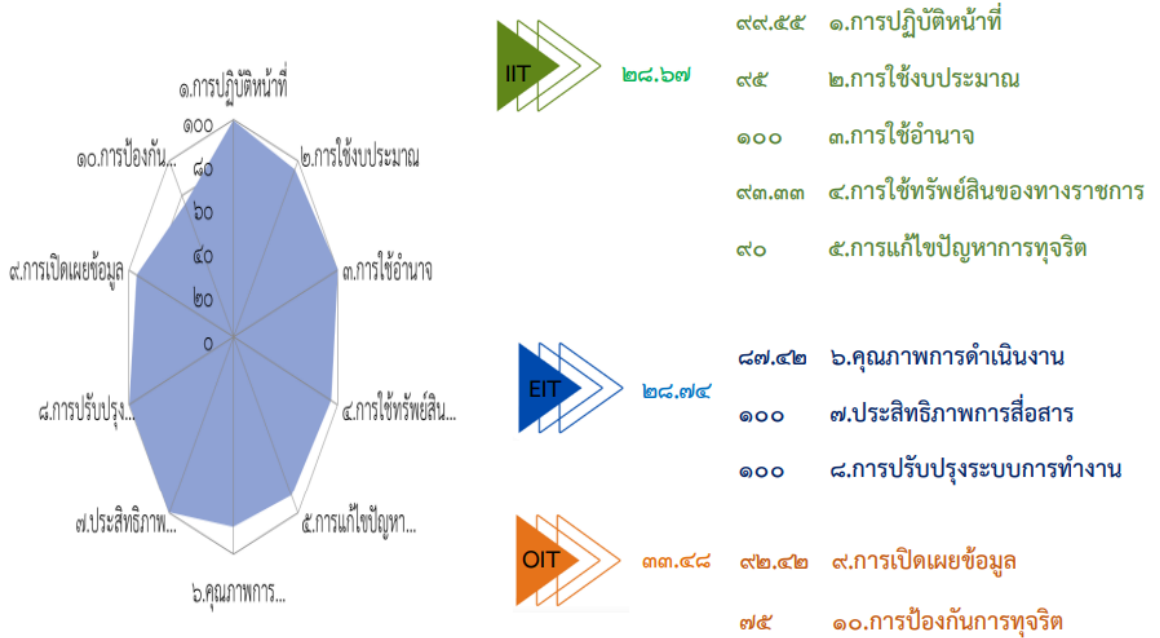 ๑.การปฏิบัติหน้าที่
๑๐๐
๑๐.การป้องกัน...
๘๐
๒.การใช้งบประมาณ
๖๐
๔๐
๙.การเปิดเผยข้อมูล
๓.การใช้อำนาจ
๒๐
๐
๘.การปรับปรุง...
๔.การใช้ทรัพย์สิน...
๗.ประสิทธิภาพ...
๕.การแก้ไขปัญหา...
๖.คุณภาพการ...
IIT ๒๘.๖๗
๙๙.๕๕ ๑.การปฏิบัติหน้าที่
๙๕ ๒.การใช้งบประมาณ
๑๐๐ ๓.การใช้อำนาจ
๙๓.๓๓ ๔.การใช้ทรัพย์สินของทางราชการ
๙๐ ๕.การแก้ไขปัญหาการทุจริต
EIT ๒๘.๗๔
๘๗.๔๒ ๖.คุณภาพการดำเนินงาน
๑๐๐ ๗.ประสิทธิภาพการสื่อสาร
๑๐๐ ๘.การปรับปรุงระบบการทำงาน
OIT ๓๓.๔๘
๙๒.๔๒ ๙.การเปิดเผยข้อมูล
๗๕ ๑๐.การป้องกันการทุจริต